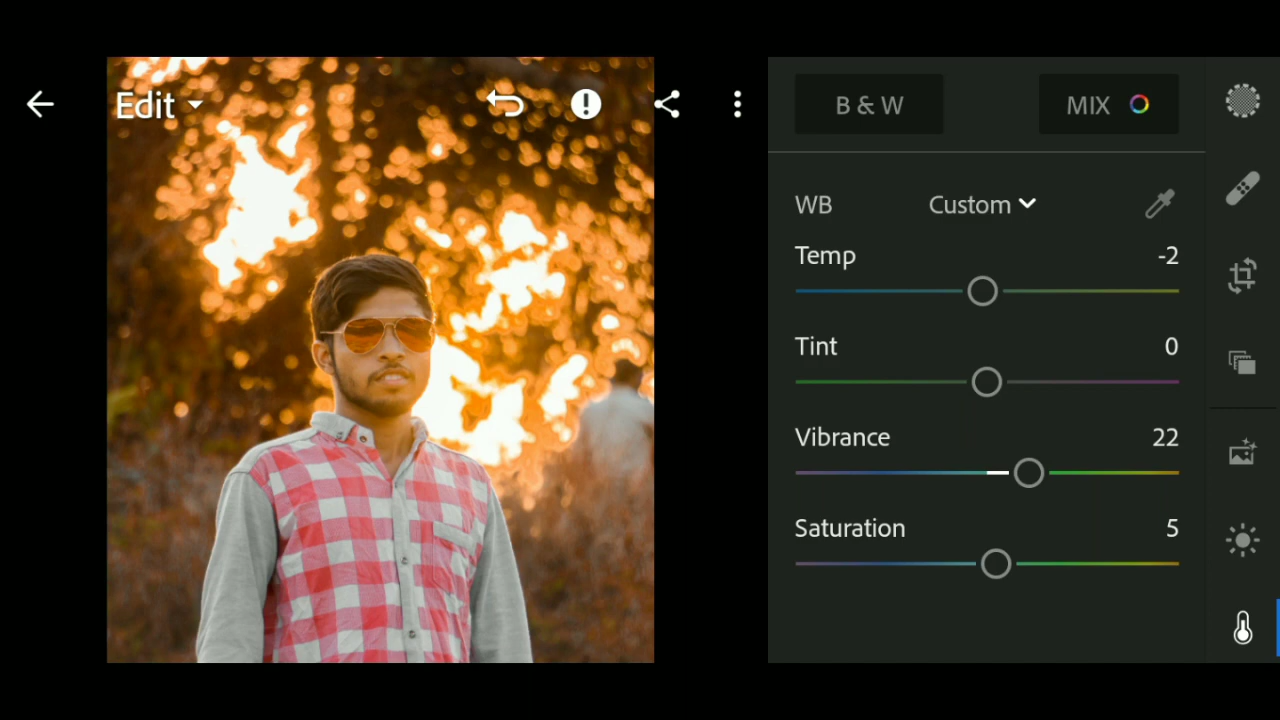 Edit
B & W
MIX
WB
Custom
Temp
-2
Tint
0
Vibrance
22
Saturation
5